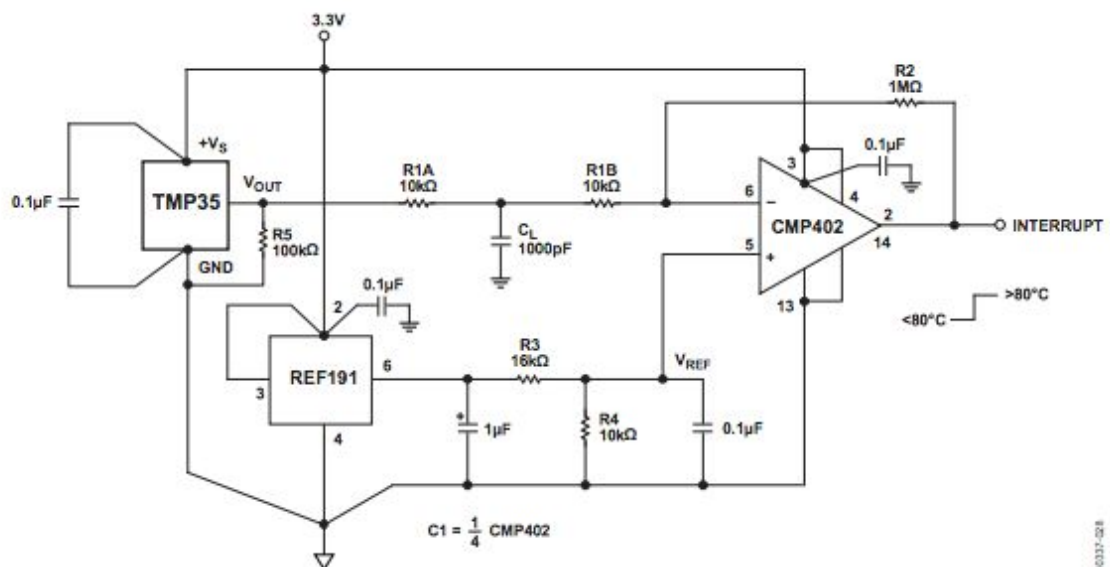 3.3V
R2
1MΩ
+VS
0.1μF
TMP35
VOUT
R5
100kΩ
GND
R1A
10kΩ
R1B
10kΩ
CL
1000pF
3
0.1μF
4
6
−
CMP402
2
14
INTERRUPT
5
+
13
<80°C
>80°C
0.1μF
2
REF191
3
6
4
R3
16kΩ
VREF
+
1μF
R4
10kΩ
0.1μF
C1 = 1/4 CMP402
00337-028